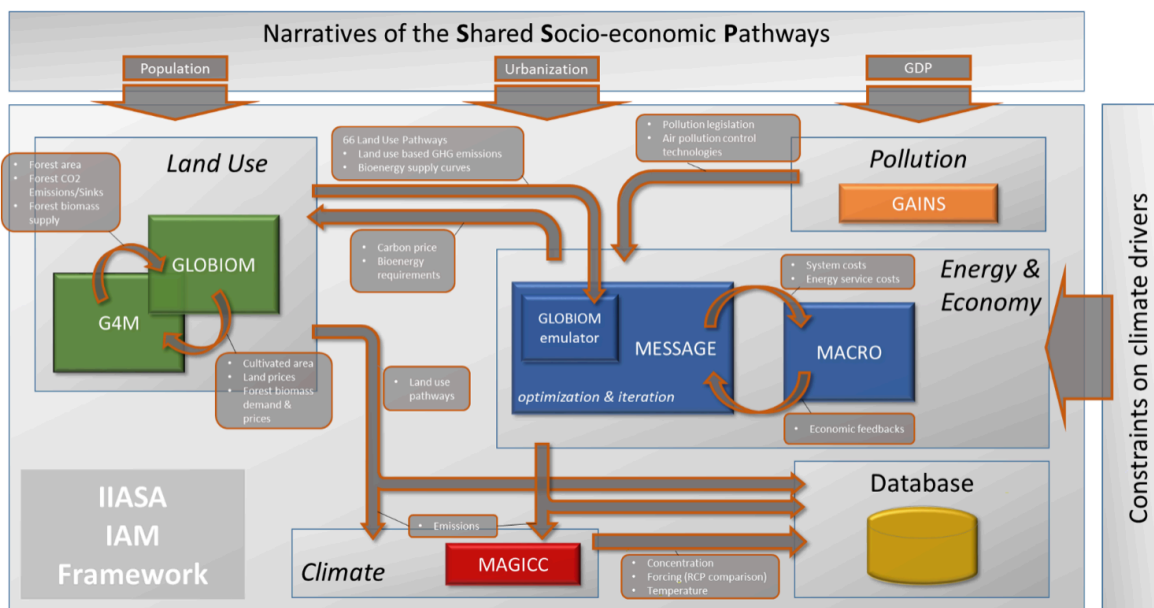 Narratives of the Shared Socio-economic Pathways
Population
Urbanization
GDP
Land Use
• Forest area
• Forest CO2
Emissions/Sinks
• Forest biomass
supply
GLOBIOM
G4M
• Cultivated area
• Land prices
• Forest biomass
demand &
prices
66 Land Use Pathways
• Land use based GHG emissions
• Bioenergy supply curves
• Carbon price
• Bioenergy
requirements
• Pollution legislation
• Air pollution control
technologies
Pollution
GAINS
Energy &
Economy
• System costs
• Energy service costs
GLOBIOM
emulator
MESSAGE
optimization & iteration
MACRO
• Economic feedbacks
• Land use
pathways
Constraints on climate drivers
IIASA
IAM
Framework
• Emissions
Climate
MAGICC
• Concentration
• Forcing (RCP comparison)
• Temperature
Database